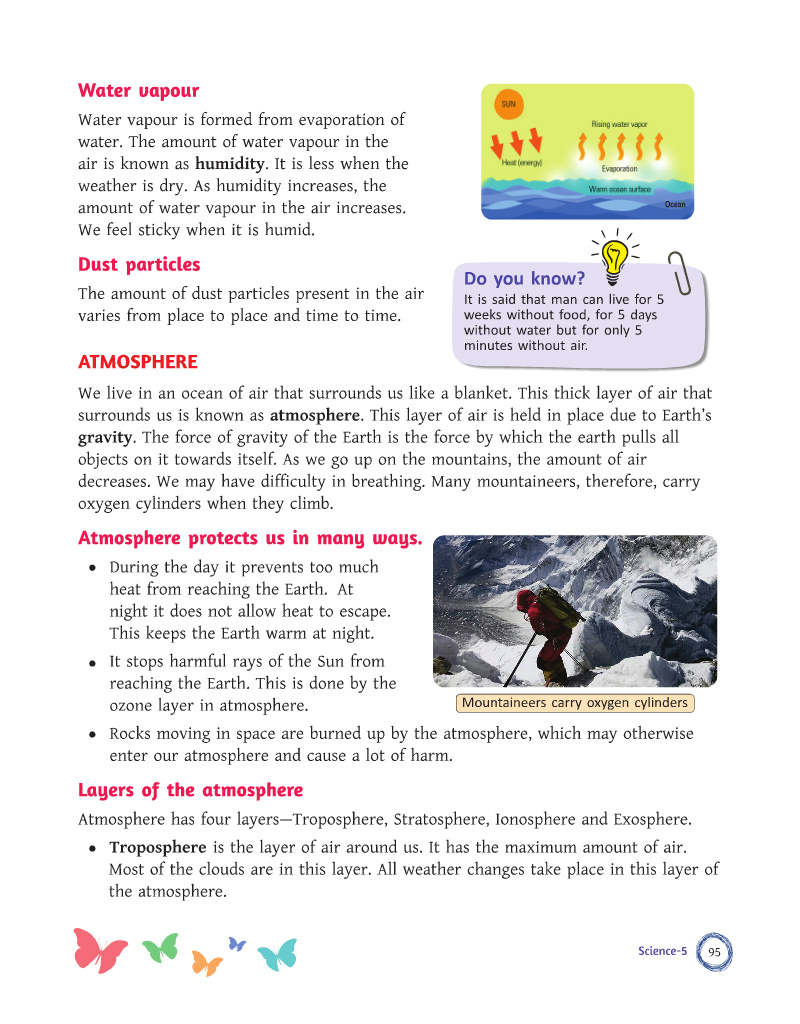 Water vapour
Water vapour is formed from evaporation of
water. The amount of water vapour in the
air is known as humidity. It is less when the
weather is dry. As humidity increases, the
amount of water vapour in the air increases.
We feel sticky when it is humid.
SUN
Rising water vapor
Heat (energy)
Evaporation
Warm ocean surface
Ocean
Dust particles
The amount of dust particles present in the air
varies from place to place and time to time.
Do you know?
It is said that man can live for 5
weeks without food, for 5 days
without water but for only 5
minutes without air.
ATMOSPHERE
We live in an ocean of air that surrounds us like a blanket. This thick layer of air that
surrounds us is known as atmosphere. This layer of air is held in place due to Earth’s
gravity. The force of gravity of the Earth is the force by which the earth pulls all
objects on it towards itself. As we go up on the mountains, the amount of air
decreases. We may have difficulty in breathing. Many mountaineers, therefore, carry
oxygen cylinders when they climb.
Atmosphere protects us in many ways.
• During the day it prevents too much
heat from reaching the Earth. At
night it does not allow heat to escape.
This keeps the Earth warm at night.
• It stops harmful rays of the Sun from
reaching the Earth. This is done by the
ozone layer in atmosphere.
Mountaineers carry oxygen cylinders
• Rocks moving in space are burned up by the atmosphere, which may otherwise
enter our atmosphere and cause a lot of harm.
Layers of the atmosphere
Atmosphere has four layers—Troposphere, Stratosphere, Ionosphere and Exosphere.
• Troposphere is the layer of air around us. It has the maximum amount of air.
Most of the clouds are in this layer. All weather changes take place in this layer of
the atmosphere.
Science-5
95